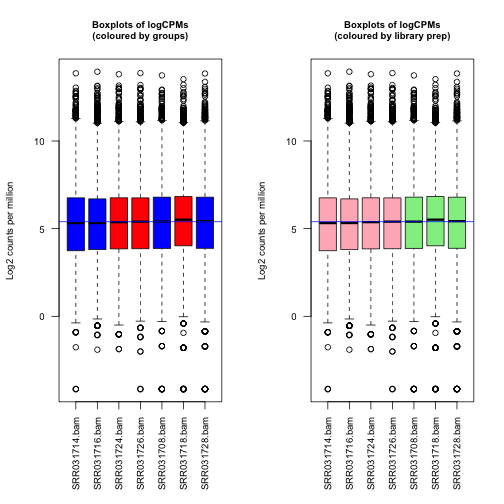 Boxplots of logCPMs
(coloured by groups)
Log2 counts per million
10
5
0
SRR031714.bam
SRR031716.bam
SRR031724.bam
SRR031726.bam
SRR031708.bam
SRR031718.bam
SRR031728.bam
Boxplots of logCPMs
(coloured by library prep)
Log2 counts per million
10
5
0
SRR031714.bam
SRR031716.bam
SRR031724.bam
SRR031726.bam
SRR031708.bam
SRR031718.bam
SRR031728.bam